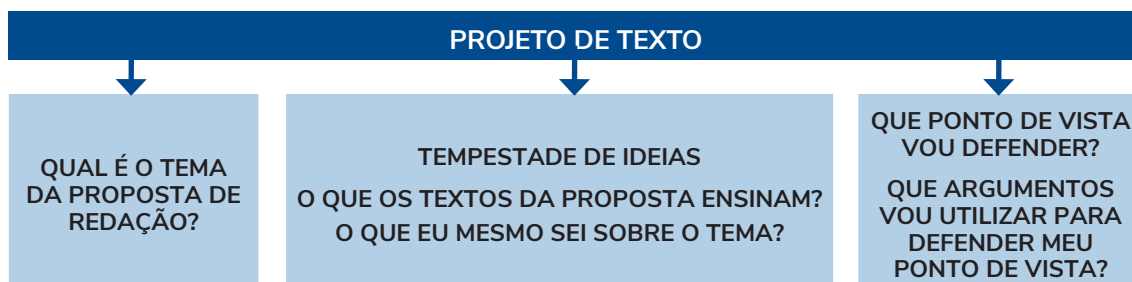 PROJETO DE TEXTO
QUAL É O TEMA
DA PROPOSTA DE
REDAÇÃO?
TEMPESTADE DE IDEIAS
O QUE OS TEXTOS DA PROPOSTA ENSINAM?
O QUE EU MESMO SEI SOBRE O TEMA?
QUE PONTO DE VISTA
VOU DEFENDER?
QUE ARGUMENTOS
VOU UTILIZAR PARA
DEFENDER MEU
PONTO DE VISTA?